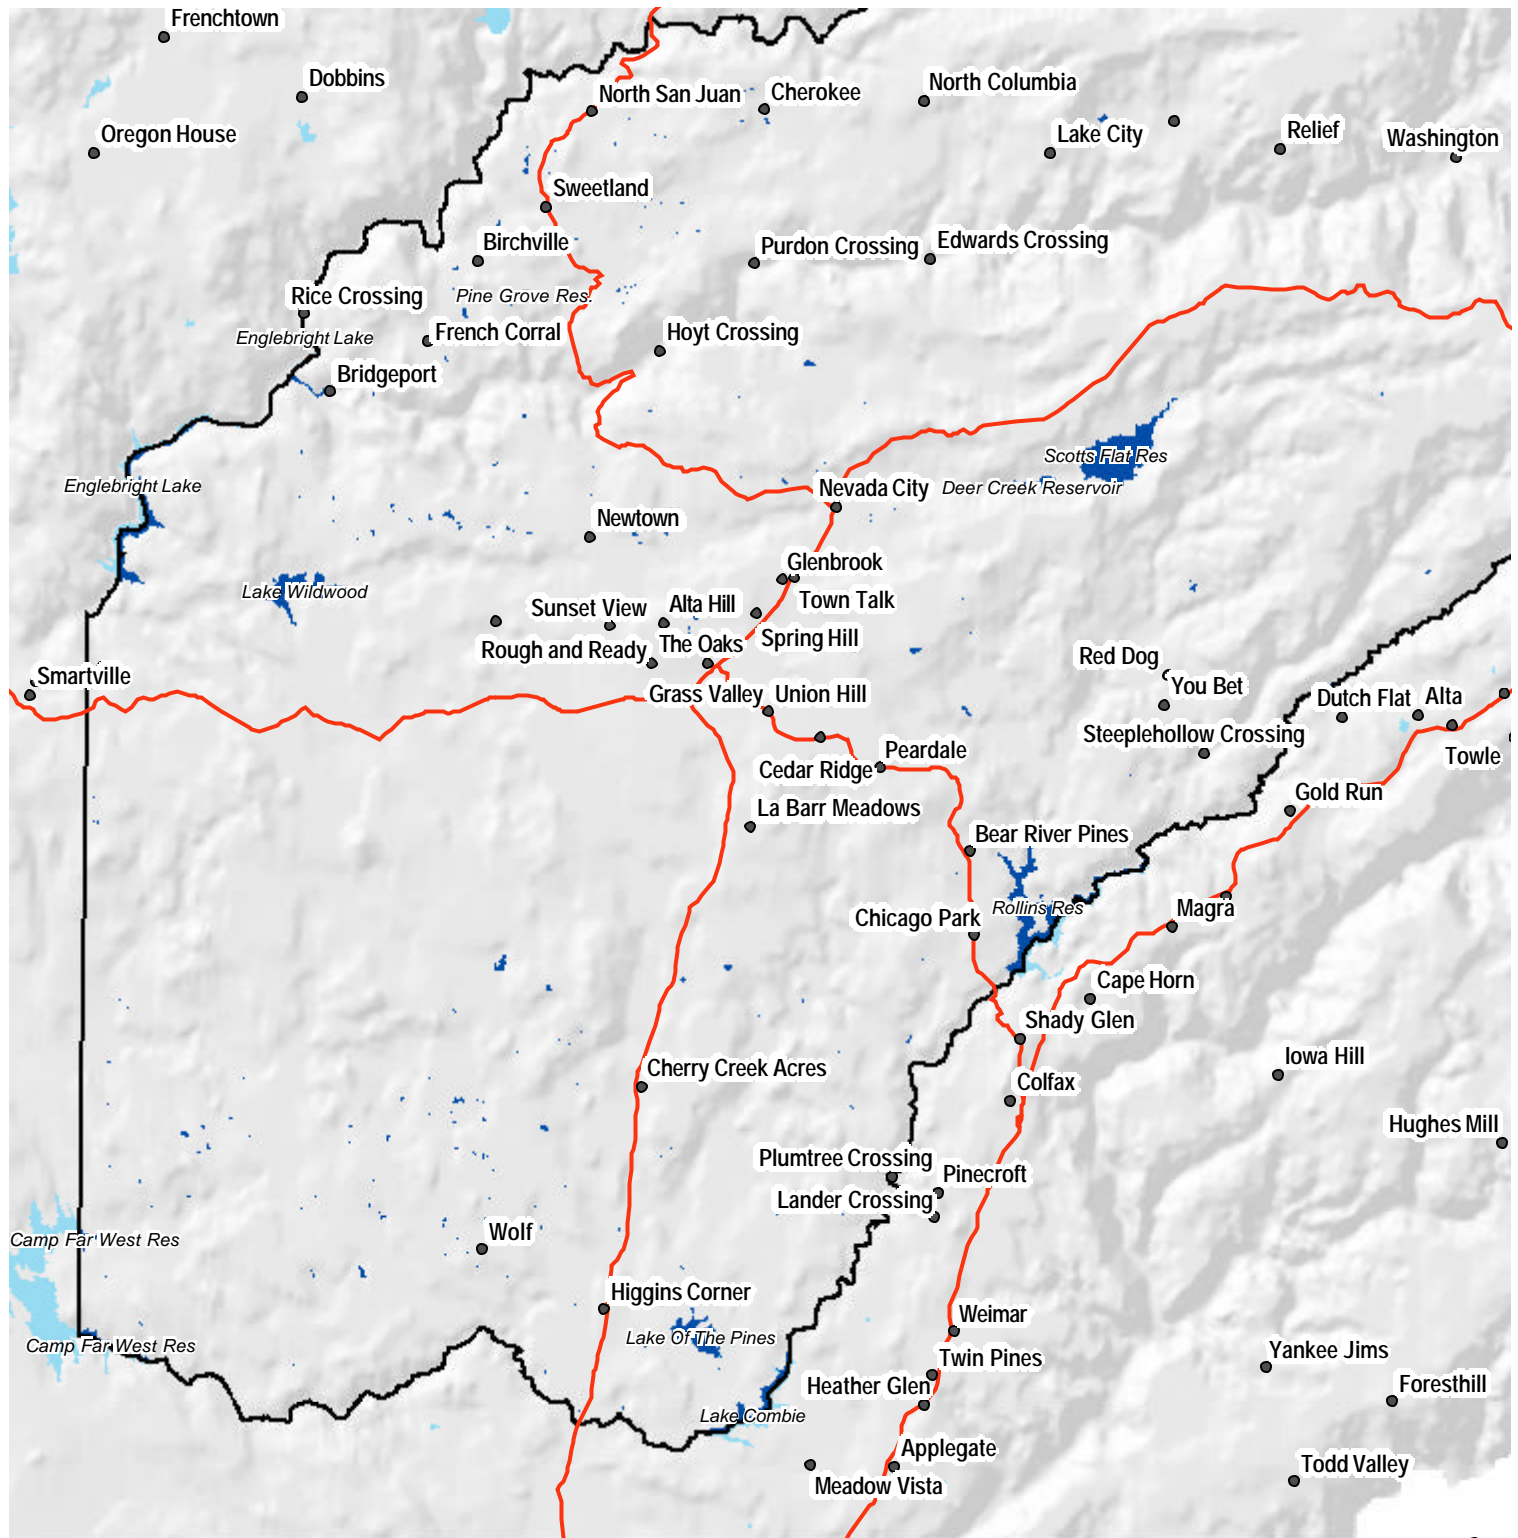 Frenchtown
Dobbins
North Columbia
North San Juan
Cherokee
Oregon House
Lake City
Relief
Washington
Sweetland
Birchville
Purdon Crossing
Edwards Crossing
Rice Crossing
Pine Grove Res.
Englebright Lake
French Corral
Hoyt Crossing
Bridgeport
Scotts Flat Res
Englebright Lake
Nevada City
Deer Creek Reservoir
Newtown
Glenbrook
Lake Wildwood
Town Talk
Sunset View
Alta Hill
Spring Hill
Rough and Ready
The Oaks
Red Dog
Smartville
You Bet
Grass Valley
Union Hill
Dutch Flat
Alta
Steeplehollow Crossing
Peardale
Towle
Cedar Ridge
Gold Run
La Barr Meadows
Bear River Pines
Rollins Res
Magra
Chicago Park
Cape Horn
Shady Glen
Iowa Hill
Cherry Creek Acres
Colfax
Hughes Mill
Plumtree Crossing
Pinecroft
Lander Crossing
Wolf
Camp Far West Res
Higgins Corner
Weimar
Lake Of The Pines
Camp Far West Res
Yankee Jims
Twin Pines
Heather Glen
Foresthill
Lake Combie
Applegate
Todd Valley
Meadow Vista